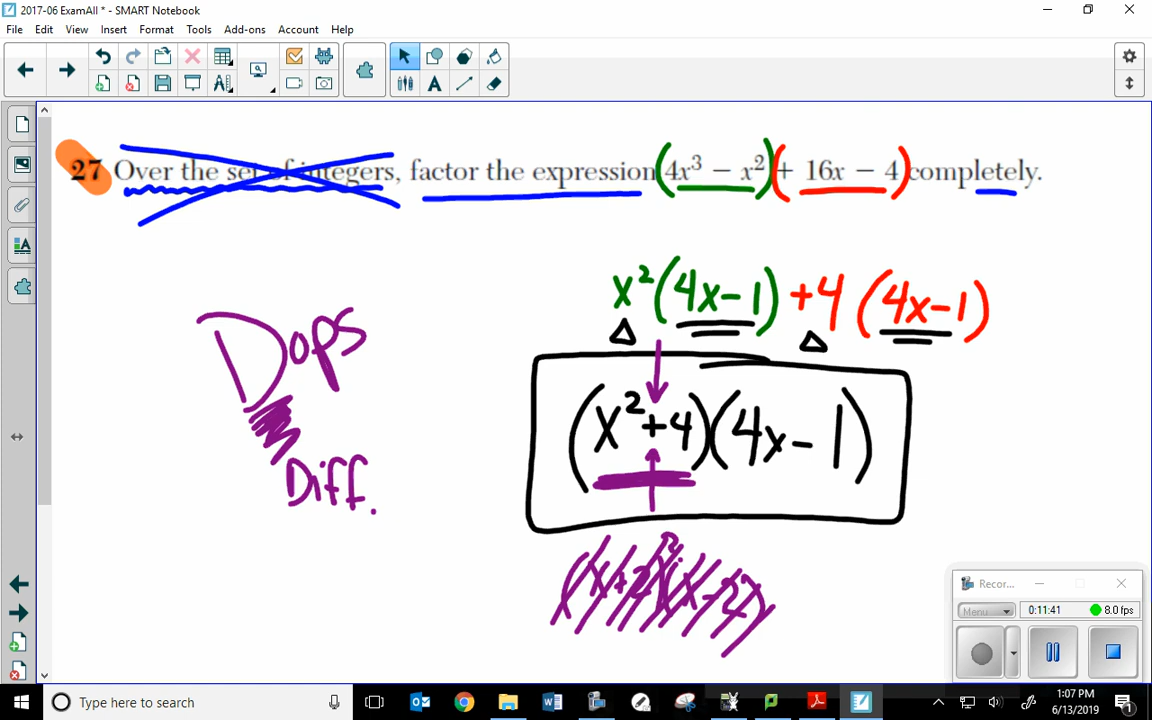 2017-06 ExamAll * - SMART Notebook
File Edit View Insert Format Tools Add-ons Account Help
27 Over the set of integers, factor the expression (4x³ − x²)(+ 16x − 4) completely.
x²(4x−1) +4 (4x−1)
Dops
(x²+4)(4x−1)
Diff.
Recor...
Menu 0:11:41 8.0 fps
Type here to search
1:07 PM
6/13/2019